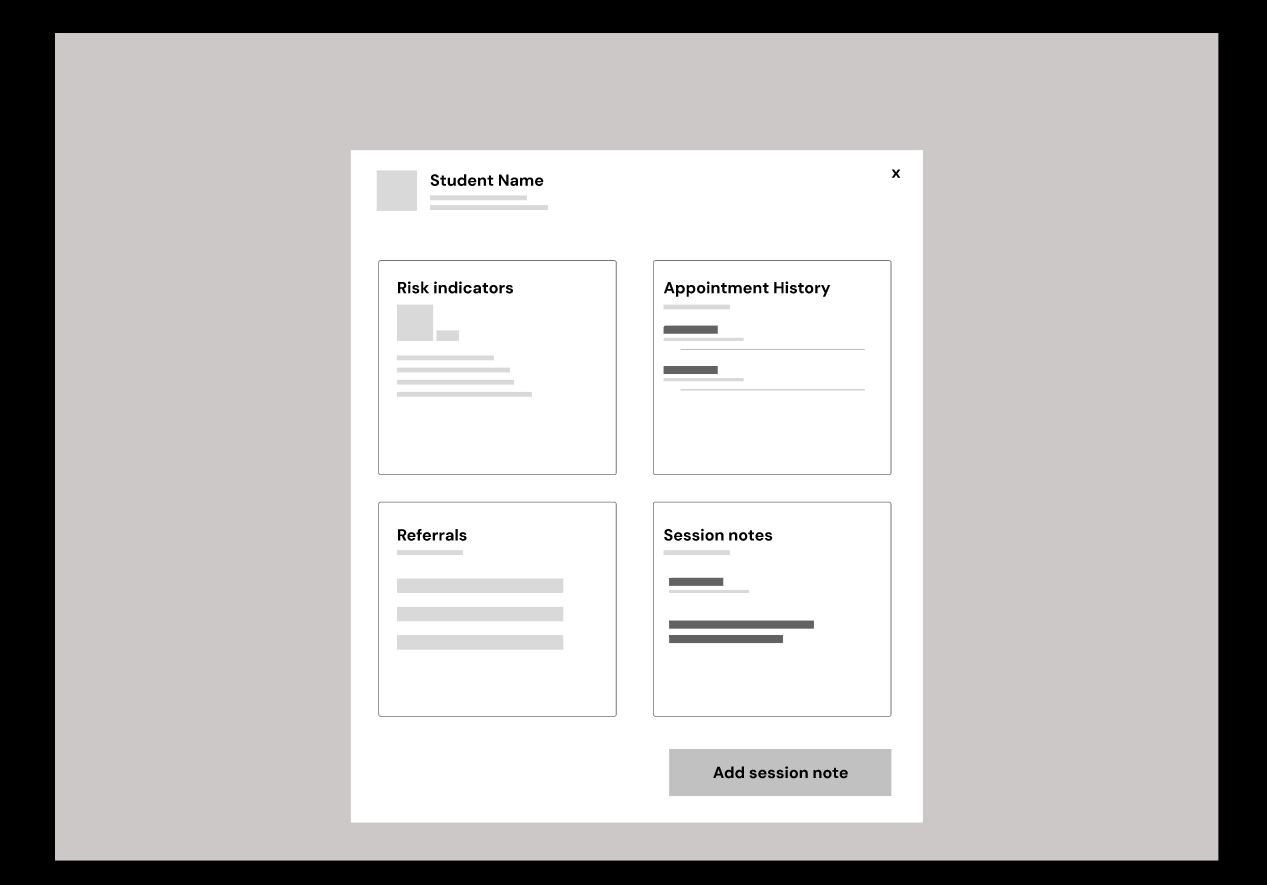 Student Name
x
Risk indicators
Appointment History
Referrals
Session notes
Add session note